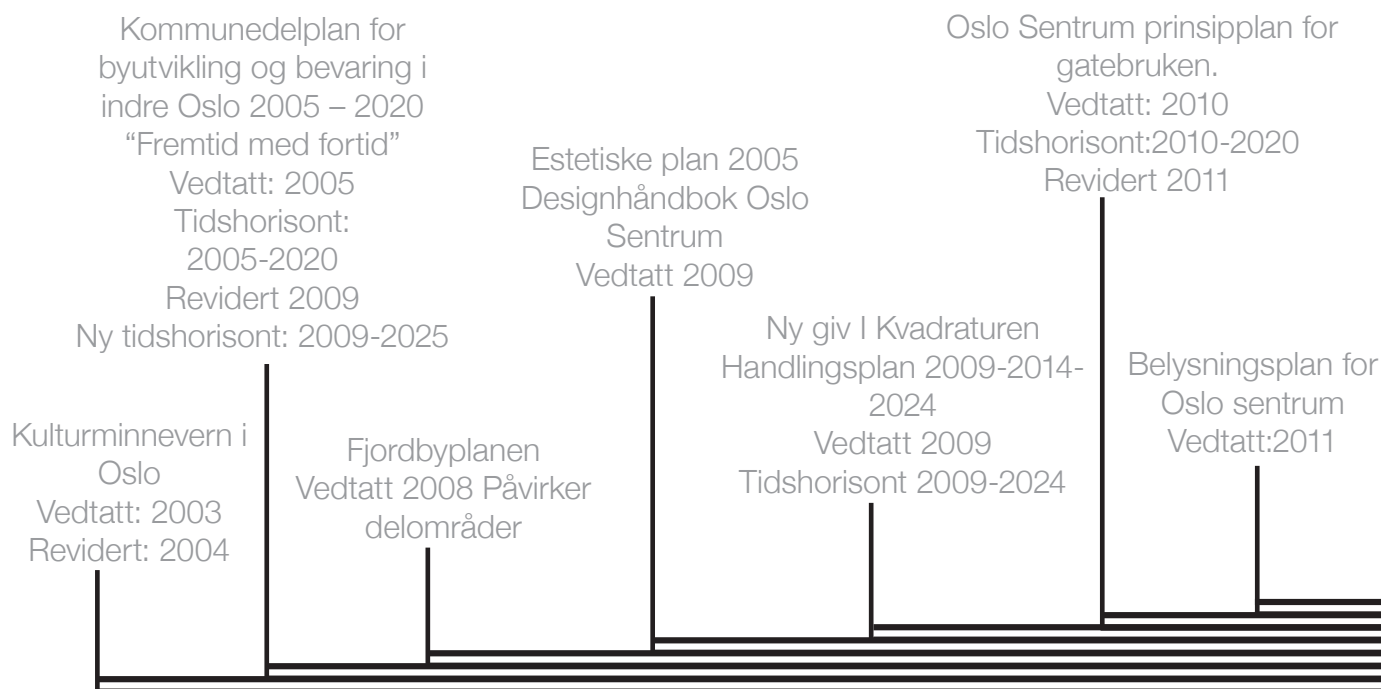 Kommunedelplan for
byutvikling og bevaring i
indre Oslo 2005 – 2020
“Fremtid med fortid”
Vedtatt: 2005
Tidshorisont:
2005-2020
Revidert 2009
Ny tidshorisont: 2009-2025
Oslo Sentrum prinsipplan for
gatebruken.
Vedtatt: 2010
Tidshorisont:2010-2020
Revidert 2011
Estetiske plan 2005
Designhåndbok Oslo
Sentrum
Vedtatt 2009
Ny giv I Kvadraturen
Handlingsplan 2009-2014-
2024
Vedtatt 2009
Tidshorisont 2009-2024
Belysningsplan for
Oslo sentrum
Vedtatt:2011
Kulturminnevern i
Oslo
Vedtatt: 2003
Revidert: 2004
Fjordbyplanen
Vedtatt 2008 Påvirker
delområder